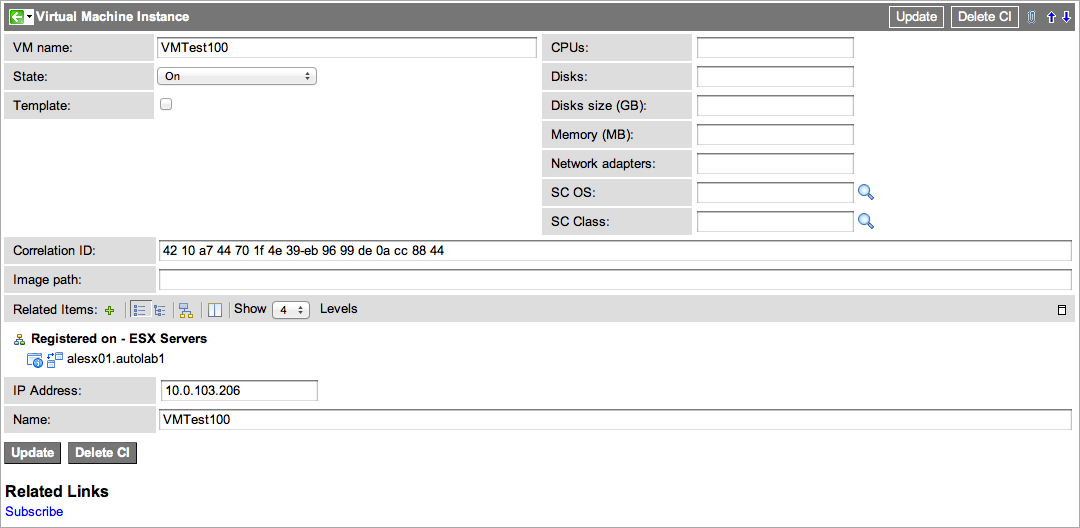 Virtual Machine Instance Update Delete CI
VM name: VMTest100 CPUs:
State: On Disks:
Template: Disks size (GB):
Memory (MB):
Network adapters:
SC OS:
SC Class:
Correlation ID: 42 10 a7 44 70 1f 4e 39-eb 96 99 de 0a cc 88 44
Image path:
Related Items: Show 4 Levels
Registered on - ESX Servers
alesx01.autolab1
IP Address: 10.0.103.206
Name: VMTest100
Update Delete CI
Related Links
Subscribe